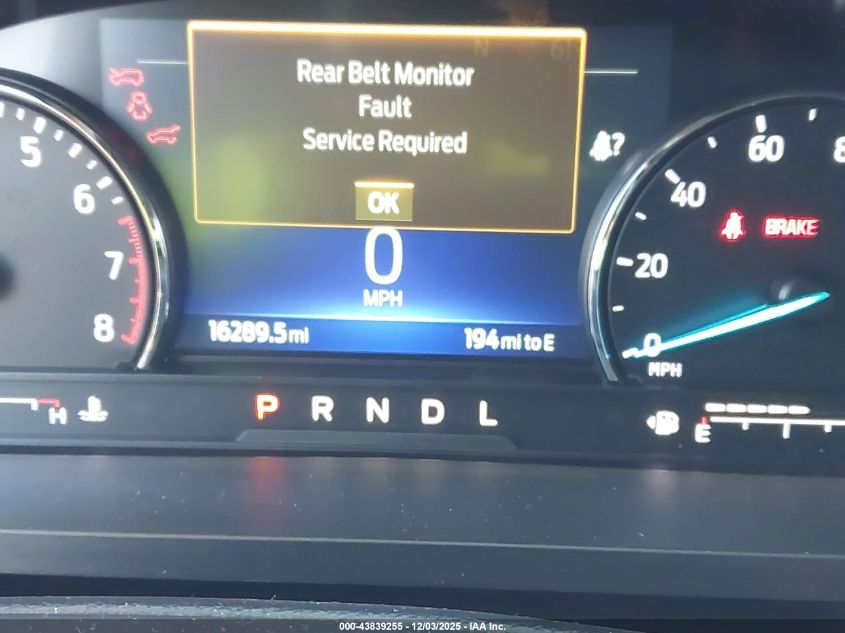 Rear Belt Monitor
Fault
Service Required
OK
?
0
MPH
16289.5 mi
194 mi to E
5
6
7
8
0
20
40
60
8
MPH
BRAKE
H
P R N D L
E
000-43839255 - 12/03/2025 - IAA Inc.